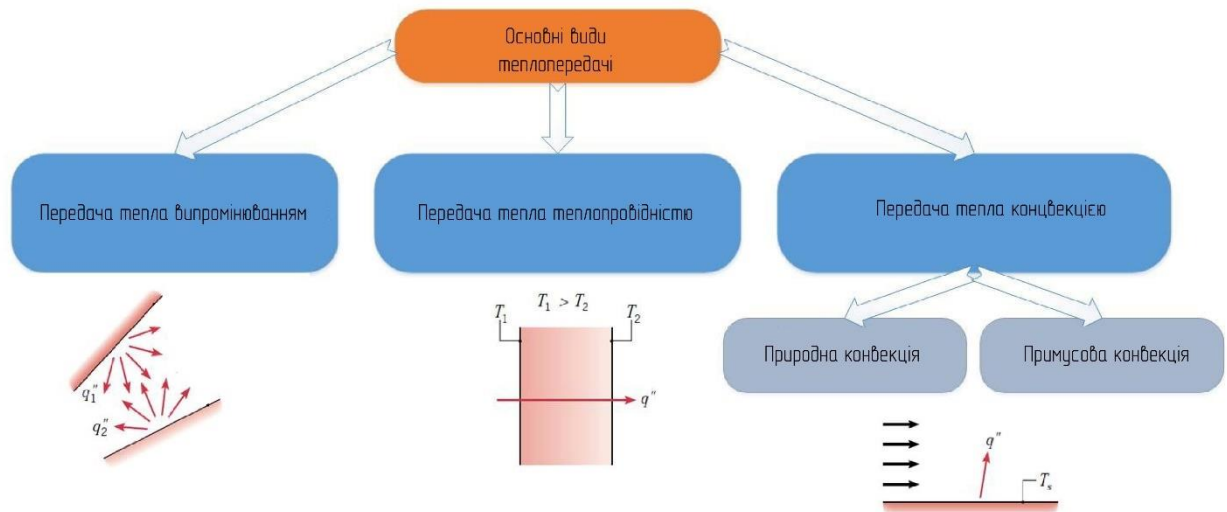 Основні види
теплопередачі
Передача тепла випромінюванням
Передача тепла теплопровідністю
Передача тепла концвекцією
Природна конвекція
Примусова конвекція
q₁"
q₂"
T₁ > T₂
T₁
T₂
q"
q"
Tₛ